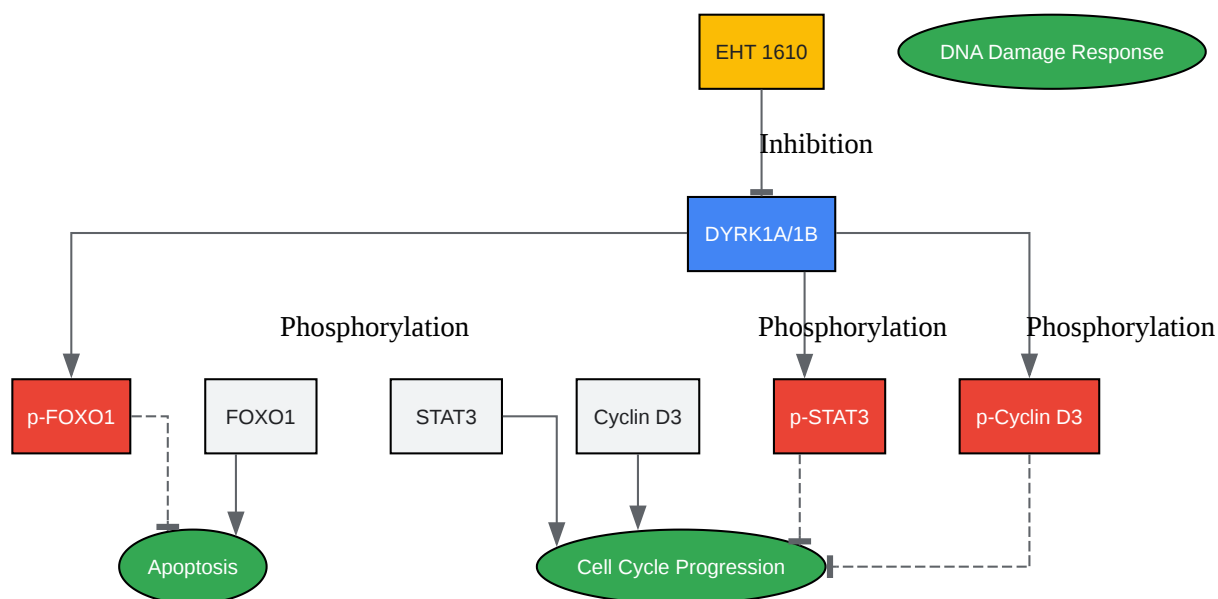 EHT 1610
DNA Damage Response
Inhibition
DYRK1A/1B
Phosphorylation
Phosphorylation
Phosphorylation
p-FOXO1
FOXO1
STAT3
Cyclin D3
p-STAT3
p-Cyclin D3
Apoptosis
Cell Cycle Progression